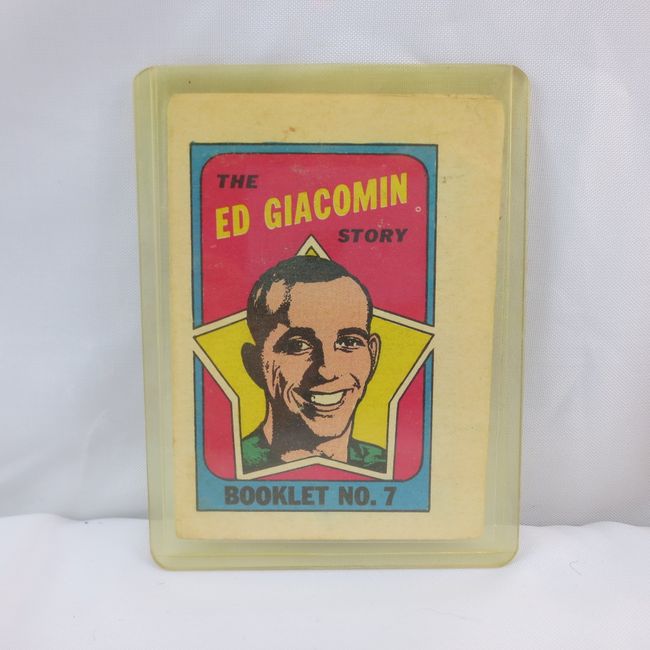 THE
ED GIACOMIN
STORY
BOOKLET NO. 7